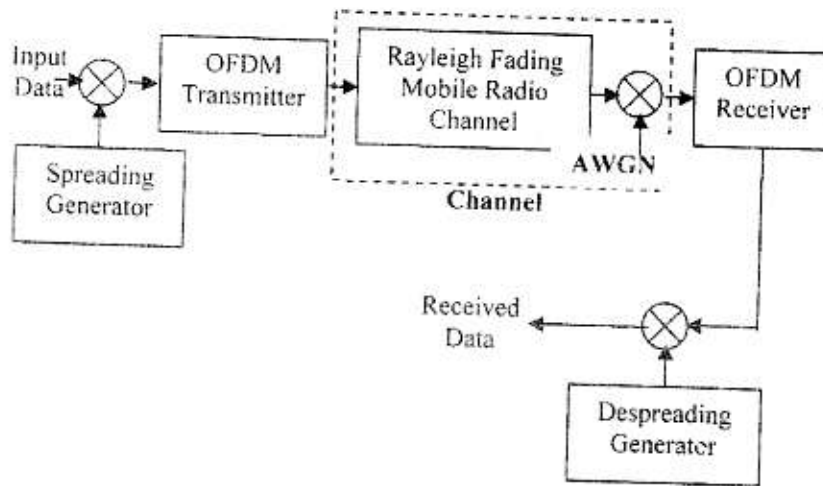 Input
Data
OFDM
Transmitter
Rayleigh Fading
Mobile Radio
Channel
OFDM
Receiver
AWGN
Spreading
Generator
Channel
Received
Data
Despreading
Generator